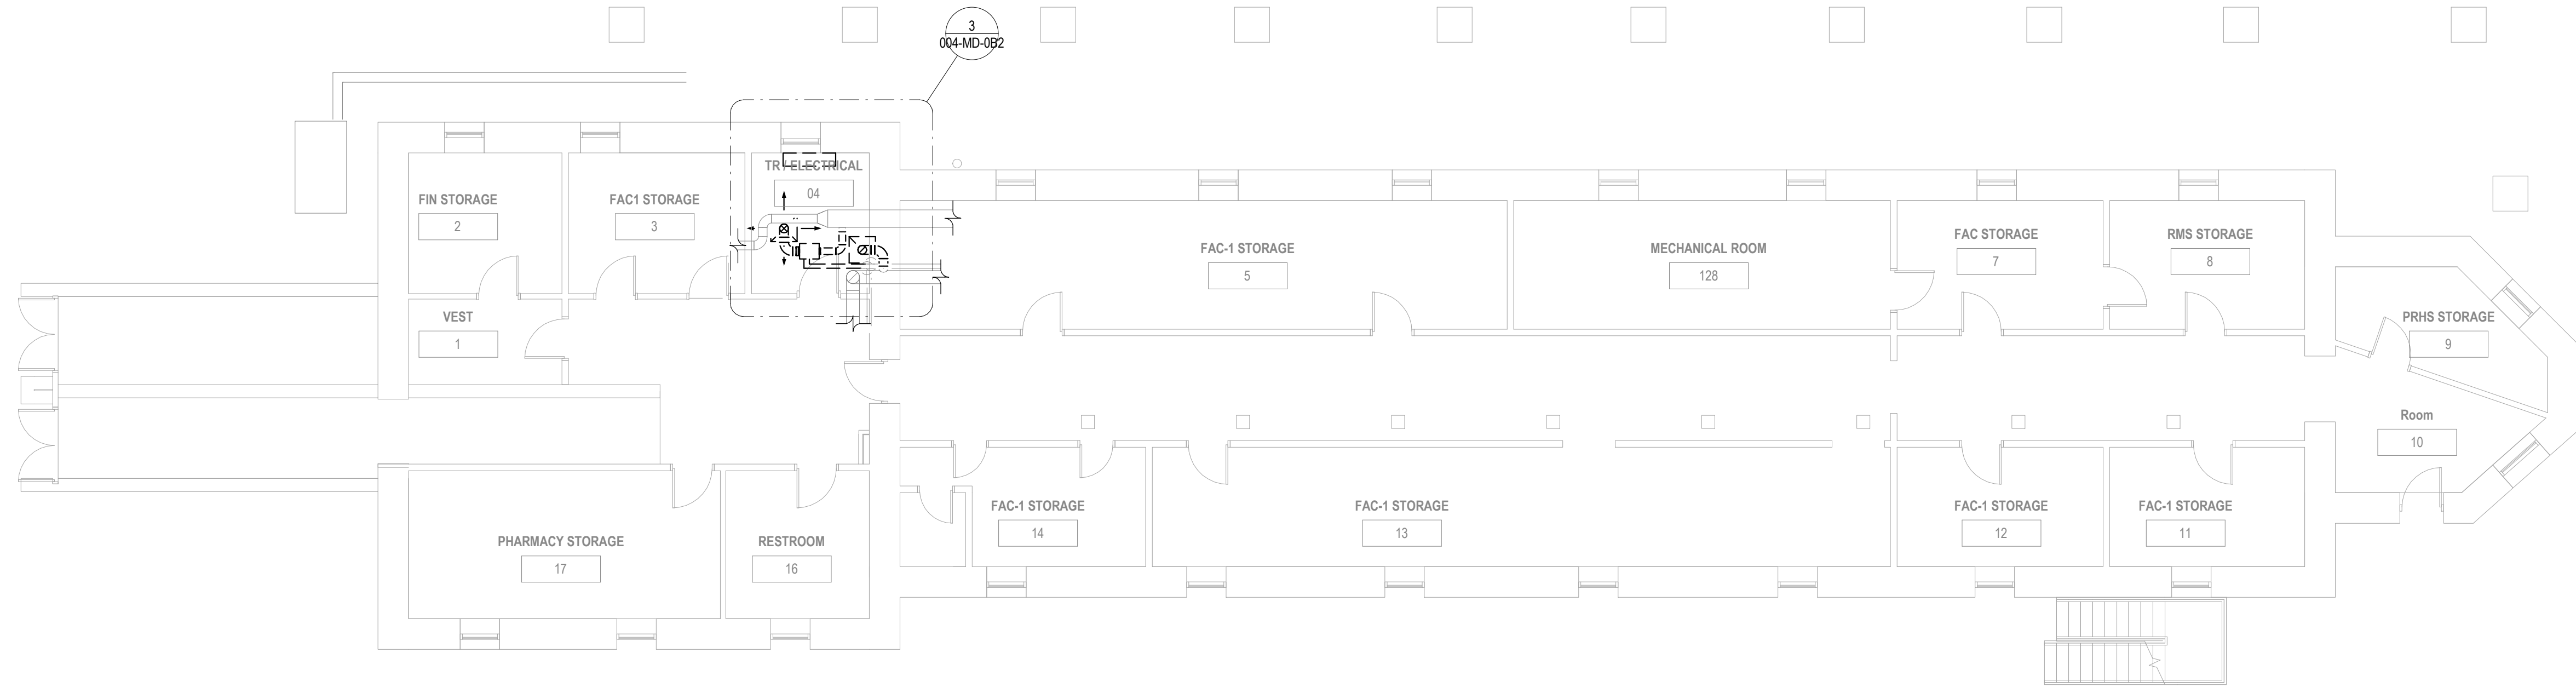 3
004-MD-0B2
TR / ELECTRICAL
04
FIN STORAGE
2
FAC1 STORAGE
3
FAC-1 STORAGE
5
MECHANICAL ROOM
128
FAC STORAGE
7
RMS STORAGE
8
VEST
1
PRHS STORAGE
9
Room
10
FAC-1 STORAGE
14
FAC-1 STORAGE
13
FAC-1 STORAGE
12
FAC-1 STORAGE
11
PHARMACY STORAGE
17
RESTROOM
16